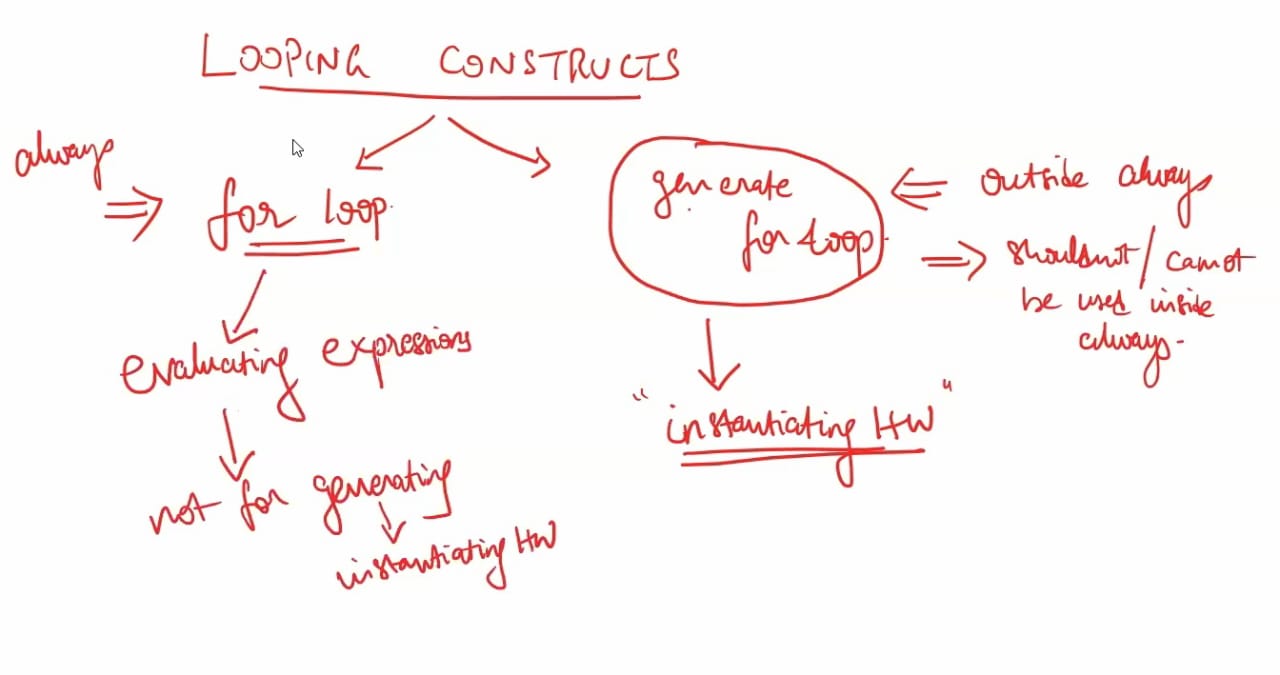 LOOPING CONSTRUCTS
always
for loop.
evaluating expressions
not for generating
instantiating HW
generate
for loop.
outside always
shouldnot/cannot
be used inside
always.
"instantiating HW"